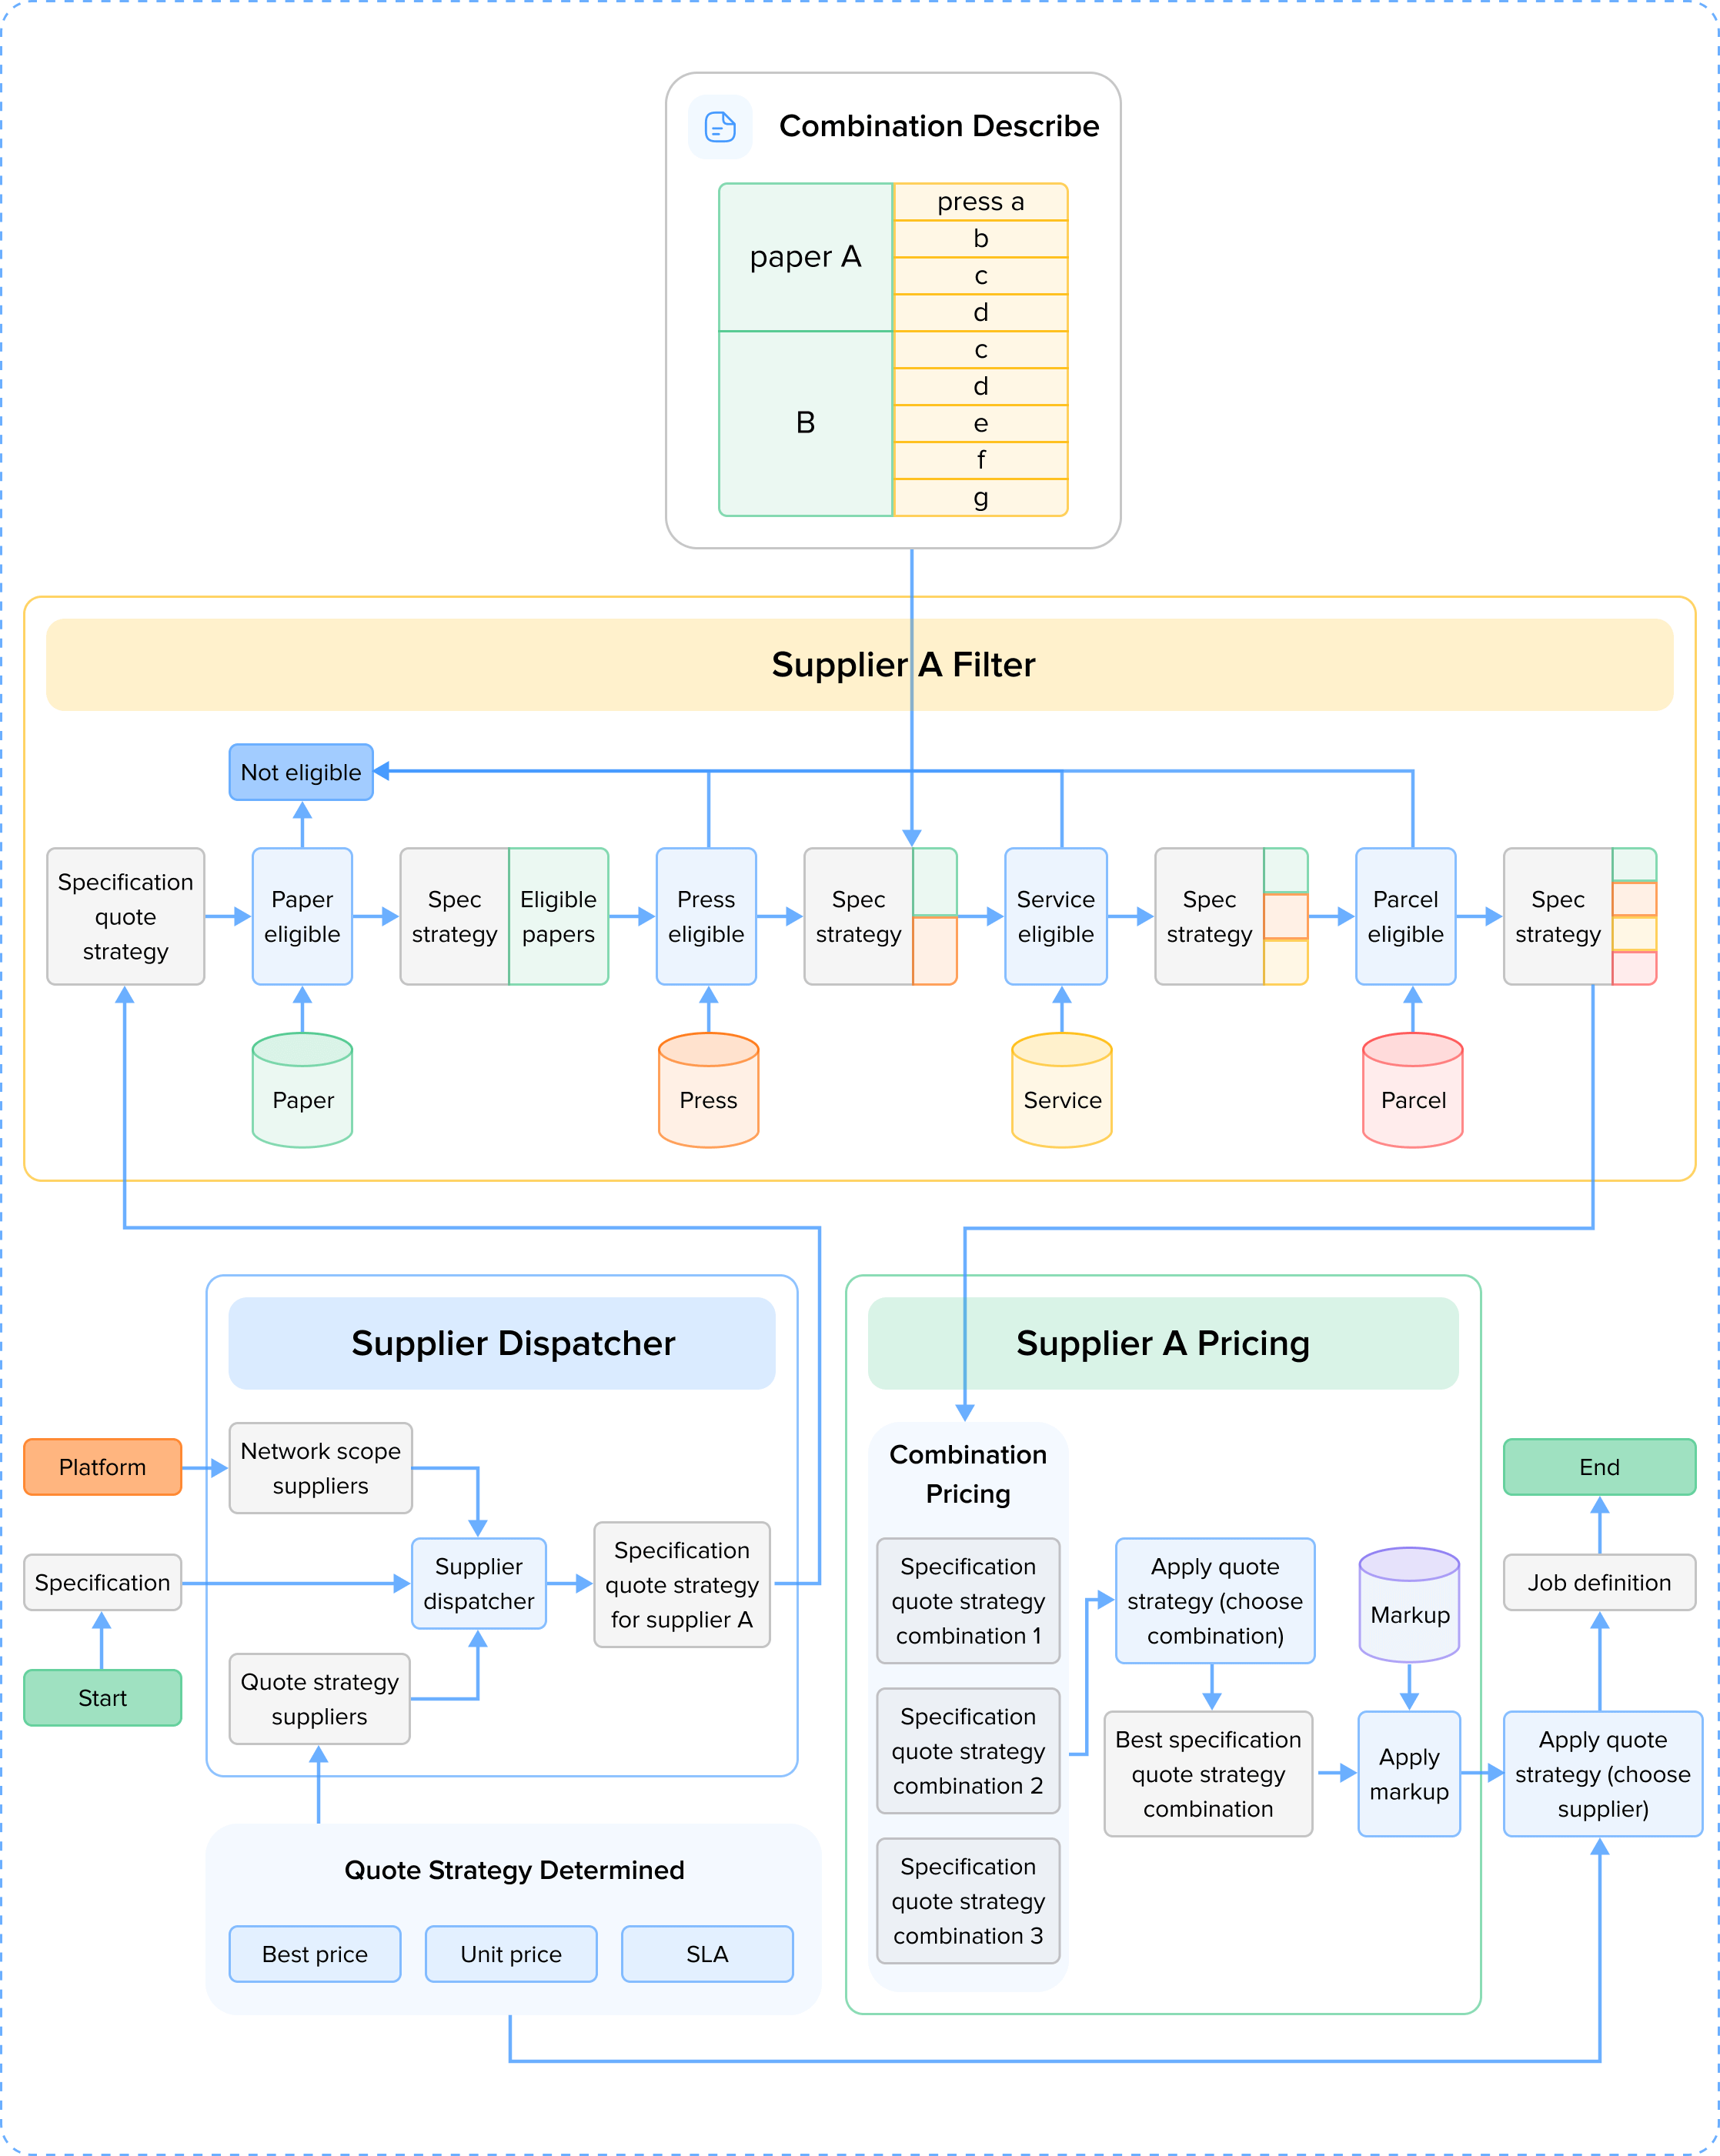 Combination Describe
paper A
press a
b
c
d
B
c
d
e
f
g
Supplier A Filter
Not eligible
Specification
quote
strategy
Paper
eligible
Spec
strategy
Eligible
papers
Press
eligible
Spec
strategy
Service
eligible
Spec
strategy
Parcel
eligible
Spec
strategy
Paper
Press
Service
Parcel
Supplier Dispatcher
Platform
Network scope
suppliers
Specification
Supplier
dispatcher
Specification
quote strategy
for supplier A
Start
Quote strategy
suppliers
Quote Strategy Determined
Best price
Unit price
SLA
Supplier A Pricing
Combination
Pricing
Specification
quote strategy
combination 1
Specification
quote strategy
combination 2
Specification
quote strategy
combination 3
Apply quote
strategy (choose
combination)
Best specification
quote strategy
combination
Markup
Apply
markup
End
Job definition
Apply quote
strategy (choose
supplier)